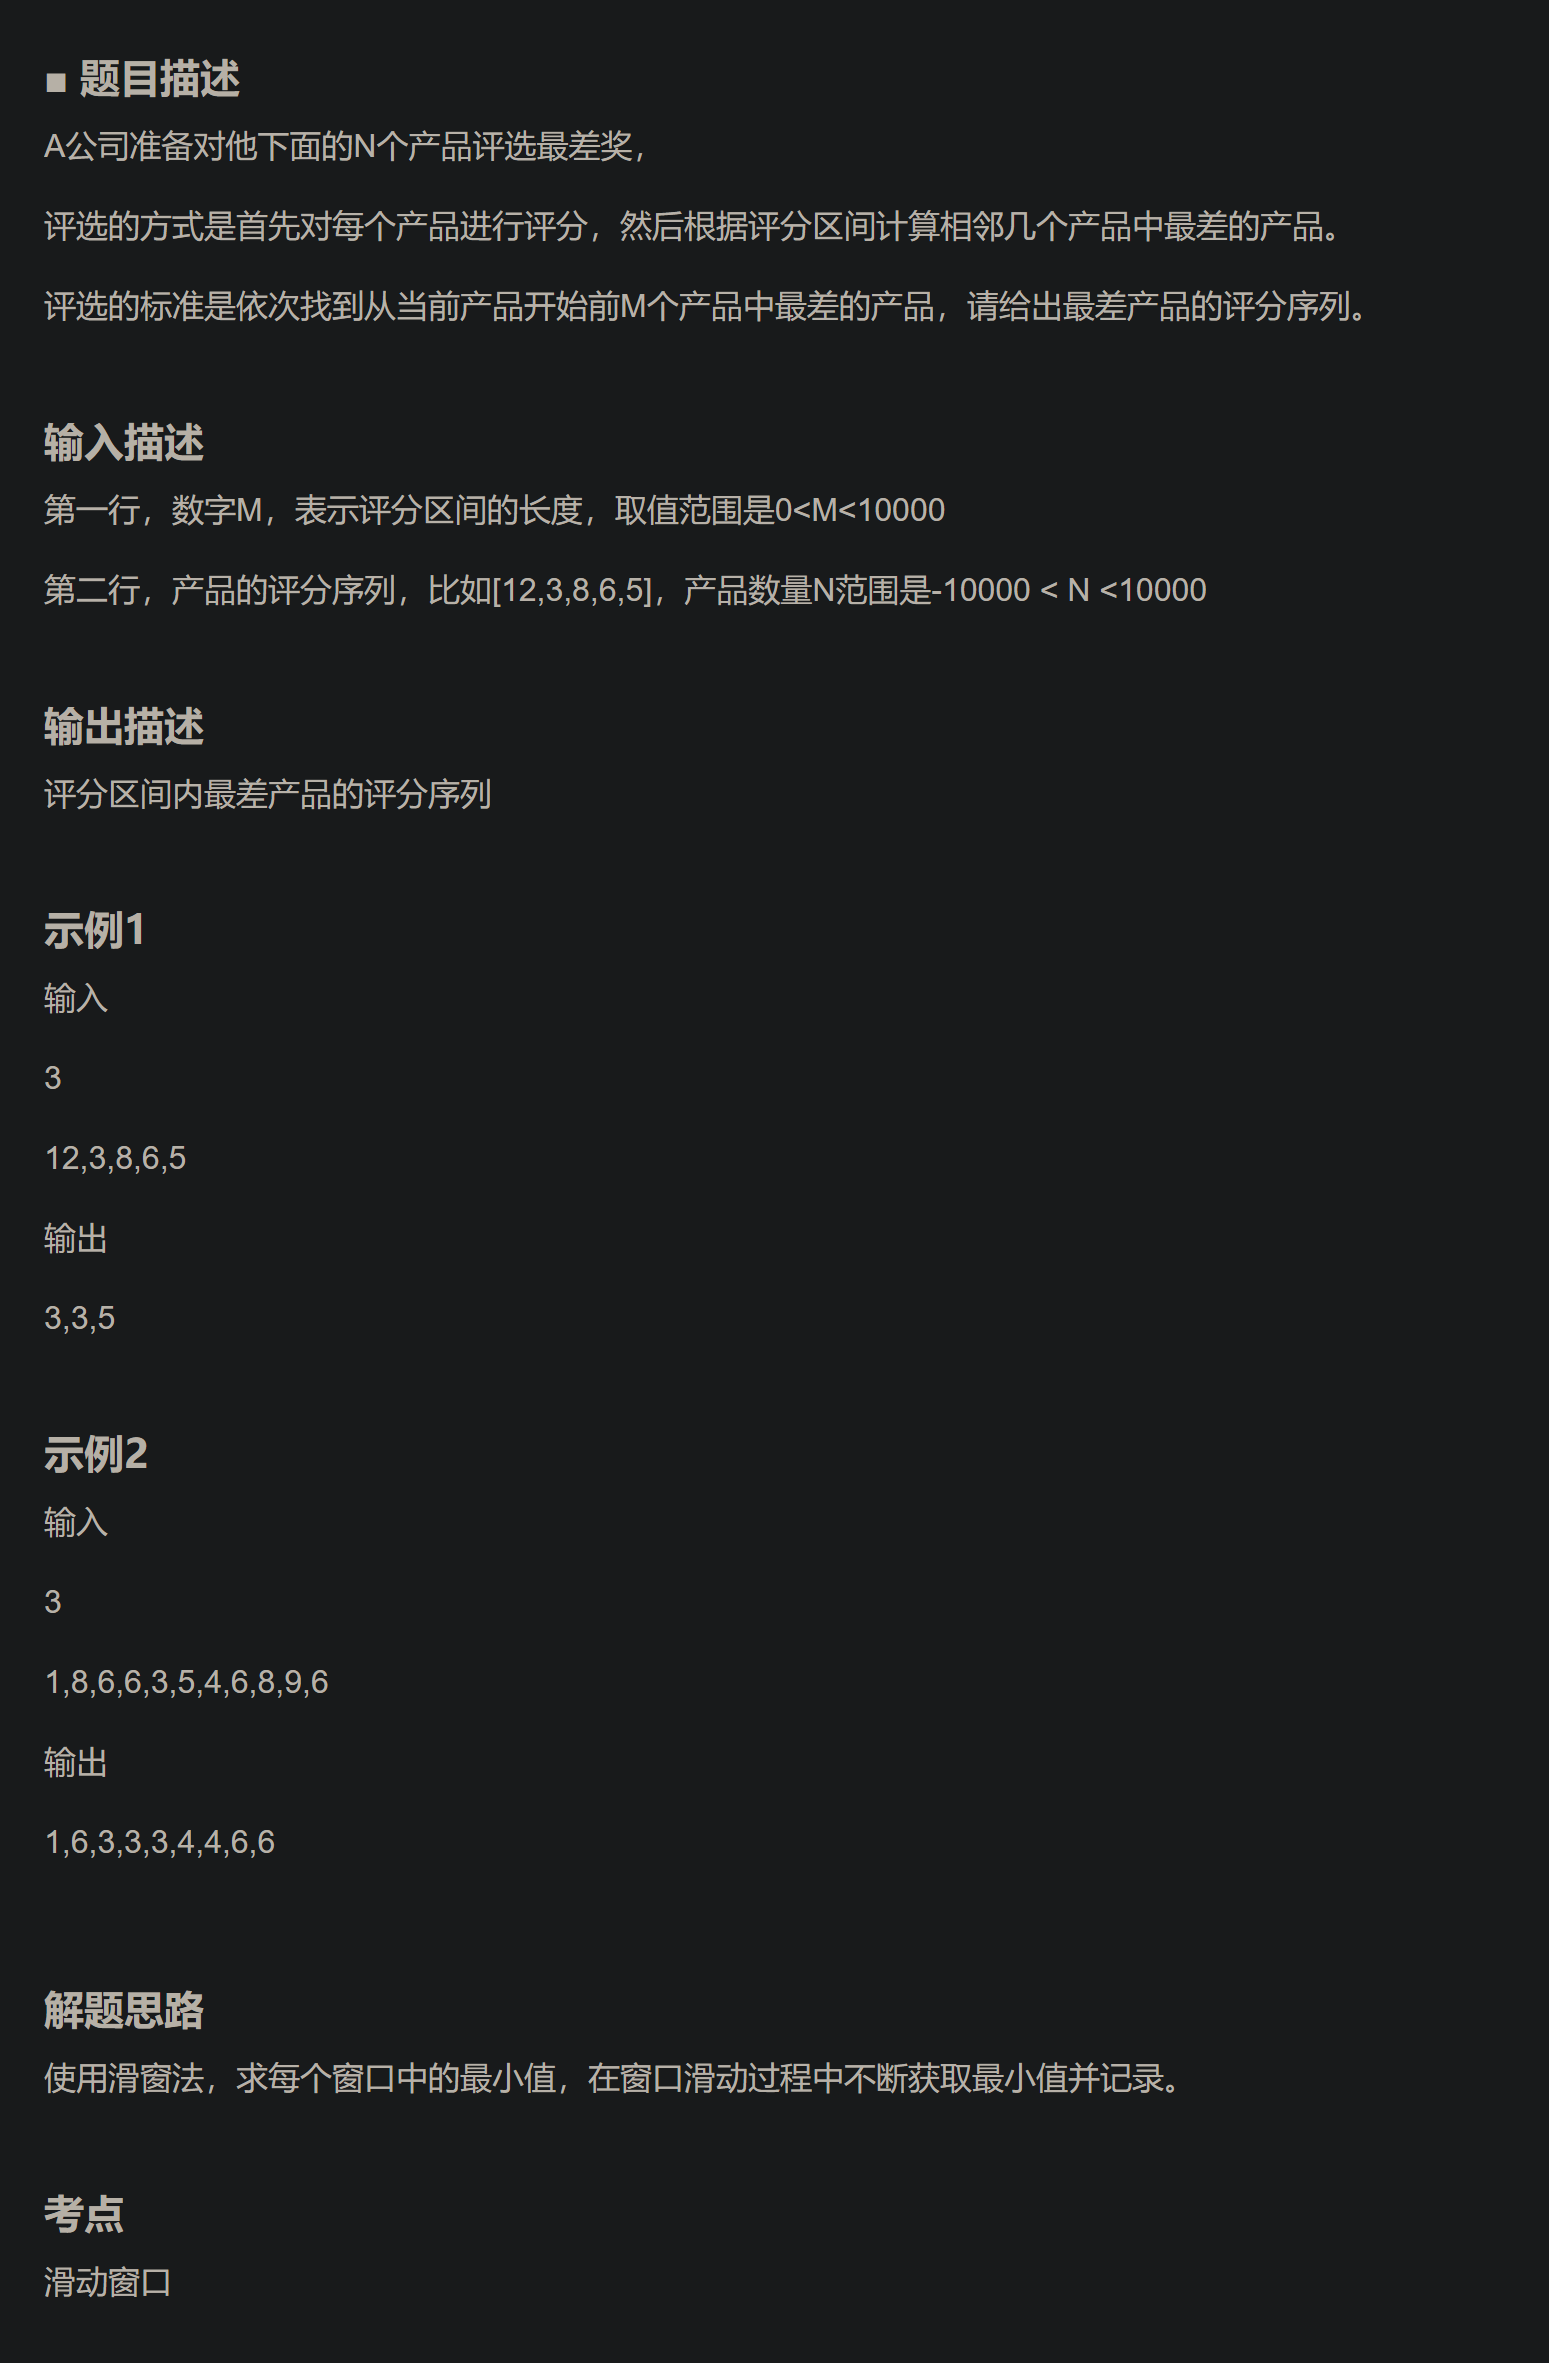 ■ 题目描述
A公司准备对他下面的N个产品评选最差奖，
评选的方式是首先对每个产品进行评分，然后根据评分区间计算相邻几个产品中最差的产品。
评选的标准是依次找到从当前产品开始前M个产品中最差的产品，请给出最差产品的评分序列。
输入描述
第一行，数字M，表示评分区间的长度，取值范围是0<M<10000
第二行，产品的评分序列，比如[12,3,8,6,5]，产品数量N范围是-10000 < N <10000
输出描述
评分区间内最差产品的评分序列
示例1
输入
3
12,3,8,6,5
输出
3,3,5
示例2
输入
3
1,8,6,6,3,5,4,6,8,9,6
输出
1,6,3,3,3,4,4,6,6
解题思路
使用滑窗法，求每个窗口中的最小值，在窗口滑动过程中不断获取最小值并记录。
考点
滑动窗口